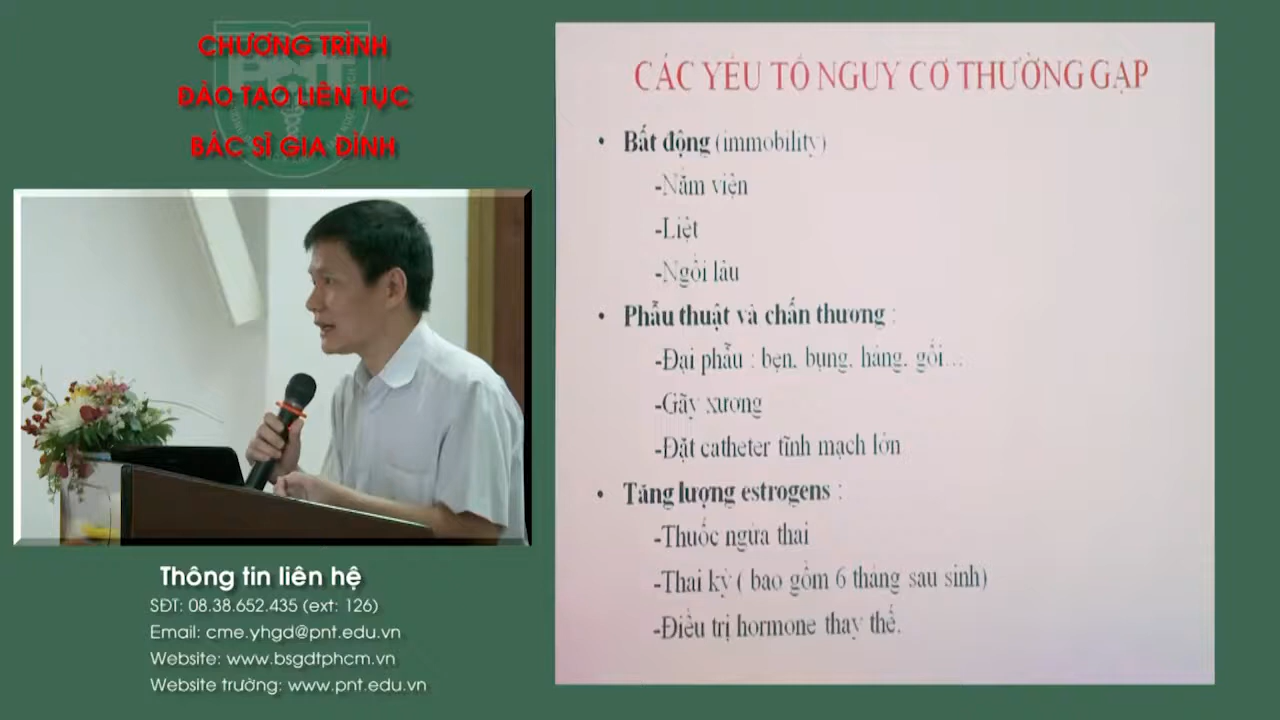 CHƯƠNG TRÌNH
ĐÀO TẠO LIÊN TỤC
BÁC SĨ GIA ĐÌNH
PNT
Thông tin liên hệ
SĐT: 08.38.652.435 (ext: 126)
Email: cme.yhgd@pnt.edu.vn
Website: www.bsgdtphcm.vn
Website trường: www.pnt.edu.vn
CÁC YẾU TỐ NGUY CƠ THƯỜNG GẶP
• Bất động (immobility)
-Nằm viện
-Liệt
-Ngồi lâu
• Phẫu thuật và chấn thương :
-Đại phẫu : bẹn, bụng, háng, gối...
-Gãy xương
-Đặt catheter tĩnh mạch lớn
• Tăng lượng estrogens :
-Thuốc ngừa thai
-Thai kỳ ( bao gồm 6 tháng sau sinh)
-Điều trị hormone thay thế.